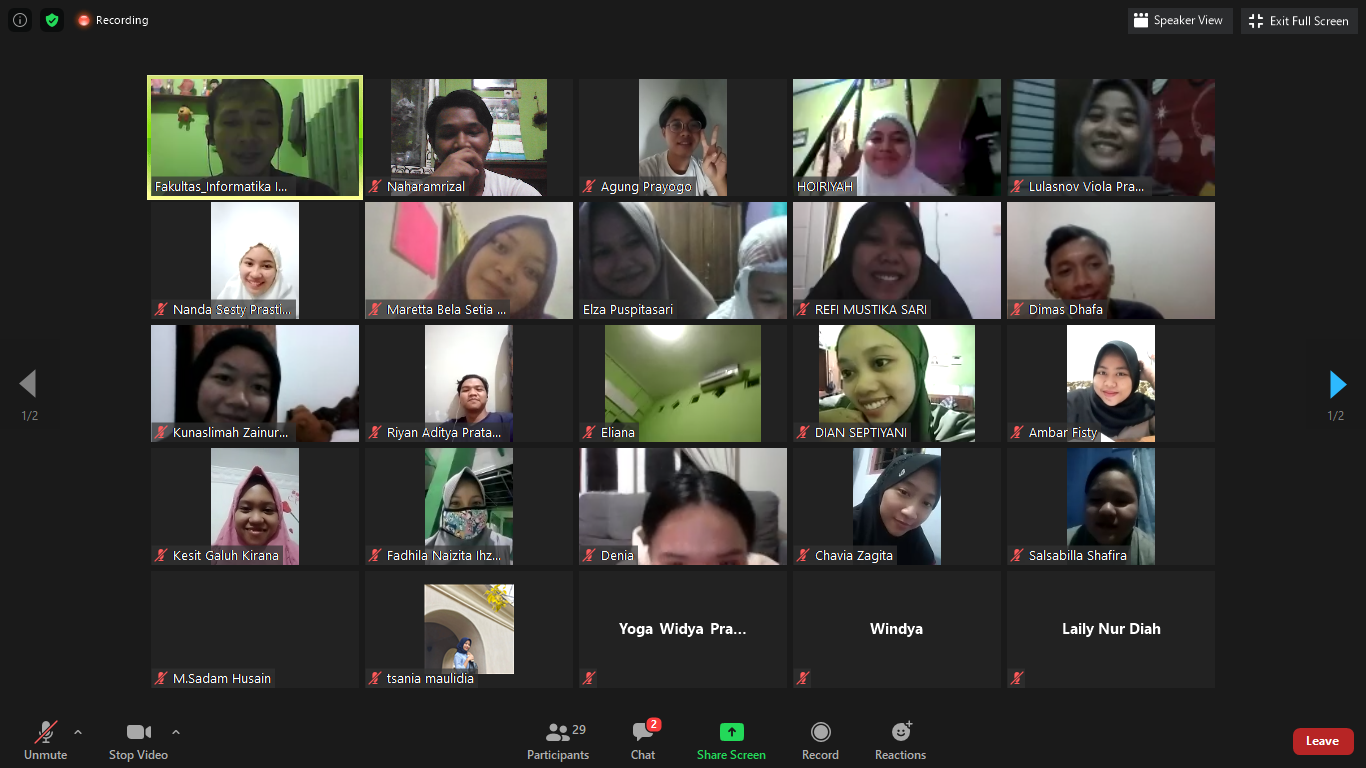 Recording
Speaker View
Exit Full Screen
Fakultas_Informatika I...
Naharamrizal
Agung Prayogo
HOIRIYAH
Lulasnov Viola Pra...
Nanda Sesty Prasti...
Maretta Bela Setia ...
Elza Puspitasari
REFI MUSTIKA SARI
Dimas Dhafa
Kunaslimah Zainur...
Riyan Aditya Prata...
Eliana
DIAN SEPTIYANI
Ambar Fisty
1/2
1/2
Kesit Galuh Kirana
Fadhila Naizita Ihz...
Denia
Chavia Zagita
Salsabilla Shafira
M.Sadam Husain
tsania maulidia
Yoga Widya Pra...
Windya
Laily Nur Diah
Unmute
Stop Video
Participants
29
Chat
2
Share Screen
Record
Reactions
Leave